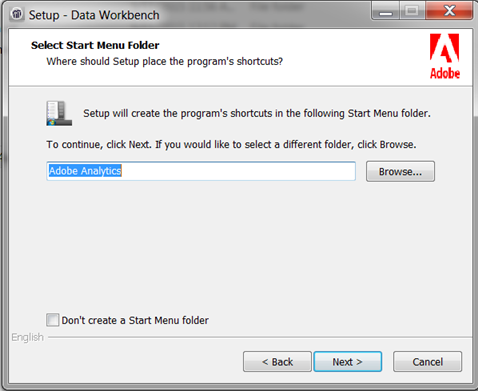 Setup - Data Workbench
Select Start Menu Folder
Where should Setup place the program's shortcuts?
Adobe
Setup will create the program's shortcuts in the following Start Menu folder.
To continue, click Next. If you would like to select a different folder, click Browse.
Adobe Analytics
Browse...
Don't create a Start Menu folder
English
< Back
Next >
Cancel